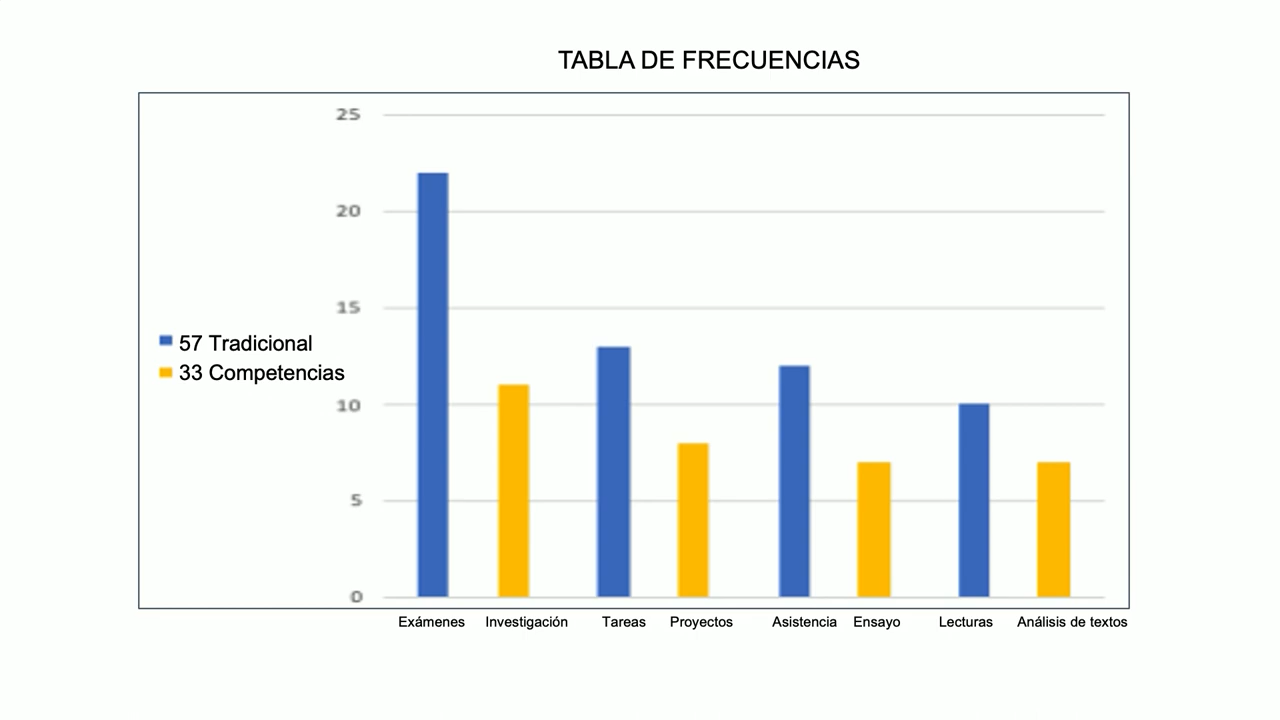 TABLA DE FRECUENCIAS
25
20
15
57 Tradicional
33 Competencias
10
5
0
Exámenes Investigación Tareas Proyectos Asistencia Ensayo Lecturas Análisis de textos